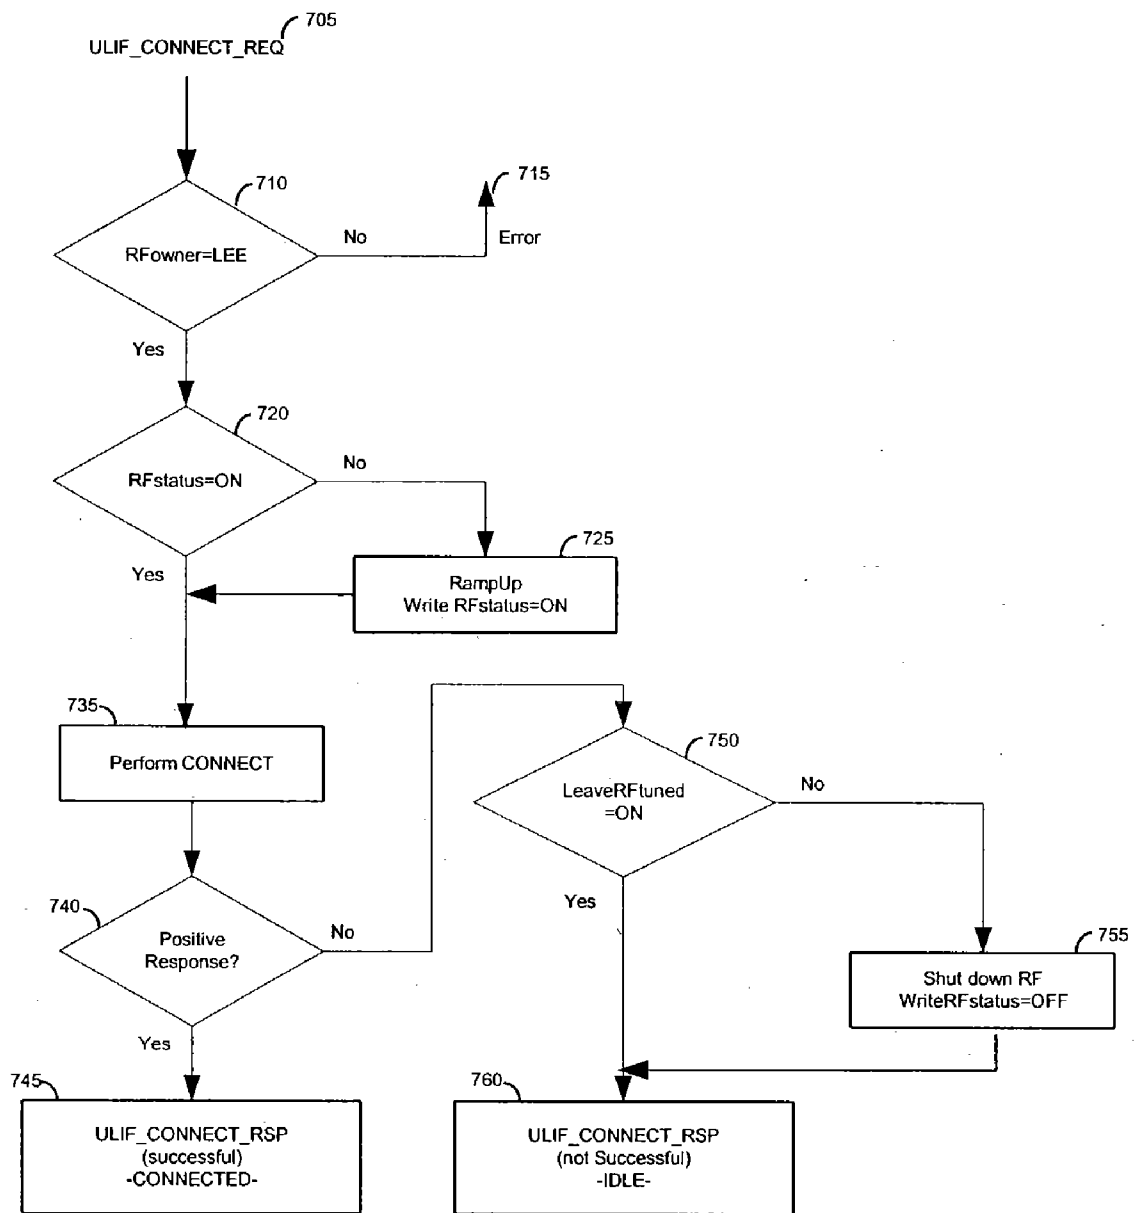 705
ULIF_CONNECT_REQ
710
715
RFowner=LEE
No
Error
Yes
720
RFstatus=ON
No
725
Yes
RampUp
Write RFstatus=ON
735
Perform CONNECT
750
LeaveRFtuned
=ON
No
740
Positive
Response?
No
Yes
755
Shut down RF
WriteRFstatus=OFF
Yes
745
ULIF_CONNECT_RSP
(successful)
-CONNECTED-
760
ULIF_CONNECT_RSP
(not Successful)
-IDLE-